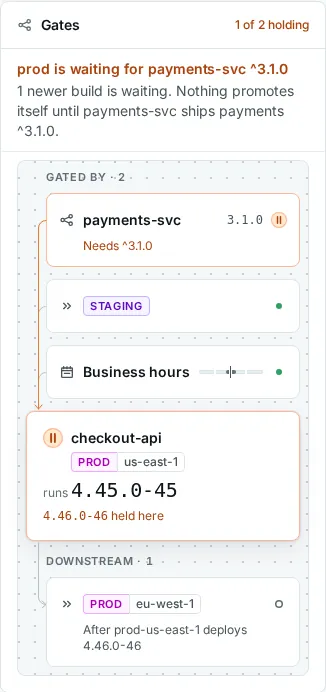 Gates 1 of 2 holding
prod is waiting for payments-svc ^3.1.0
1 newer build is waiting. Nothing promotes
itself until payments-svc ships payments
^3.1.0.
GATED BY · 2
payments-svc 3.1.0
Needs ^3.1.0
STAGING
Business hours
checkout-api
PROD us-east-1
runs 4.45.0-45
4.46.0-46 held here
DOWNSTREAM · 1
PROD eu-west-1
After prod-us-east-1 deploys
4.46.0-46